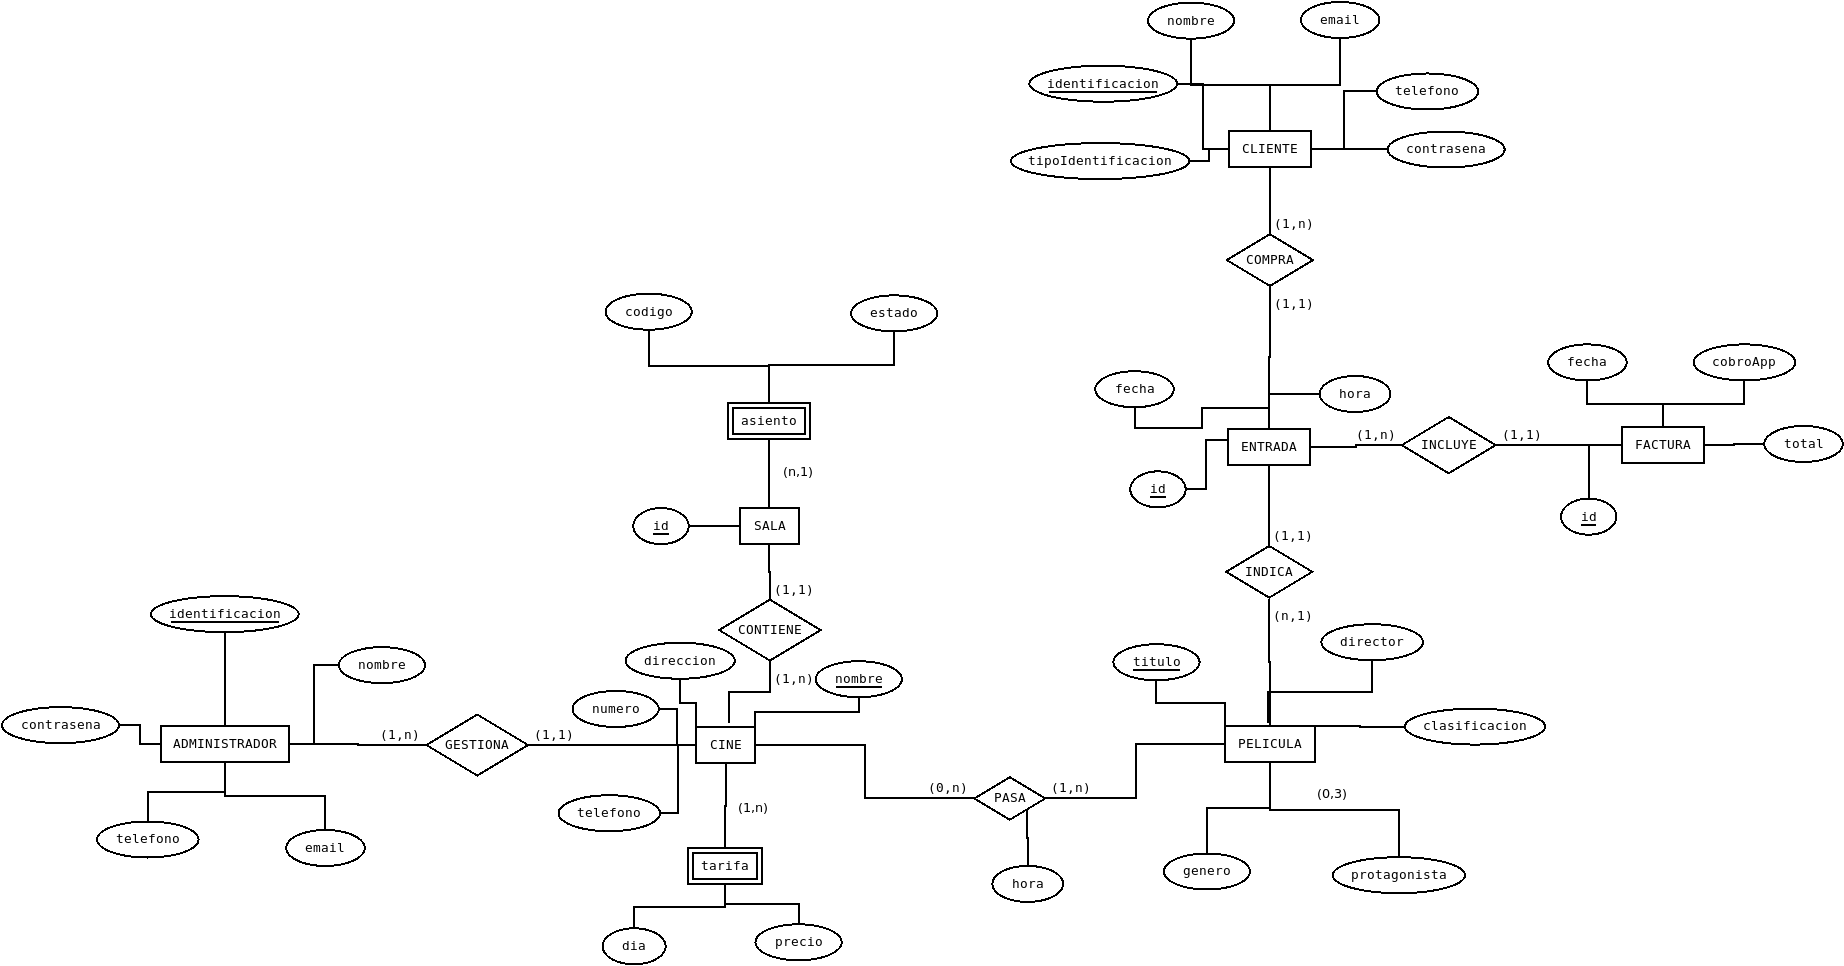 nombre
email
identificacion
telefono
tipoIdentificacion
CLIENTE
contrasena
(1,n)
COMPRA
(1,1)
codigo
estado
fecha
hora
fecha
cobroApp
asiento
ENTRADA
(1,n)
INCLUYE
(1,1)
FACTURA
total
(n,1)
id
id
id
SALA
(1,1)
INDICA
(n,1)
(1,1)
CONTIENE
(1,n)
identificacion
nombre
direccion
nombre
numero
titulo
director
clasificacion
contrasena
ADMINISTRADOR
(1,n)
GESTIONA
(1,1)
CINE
PELICULA
(0,n)
PASA
(1,n)
(0,3)
telefono
(1,n)
telefono
email
tarifa
hora
genero
protagonista
dia
precio